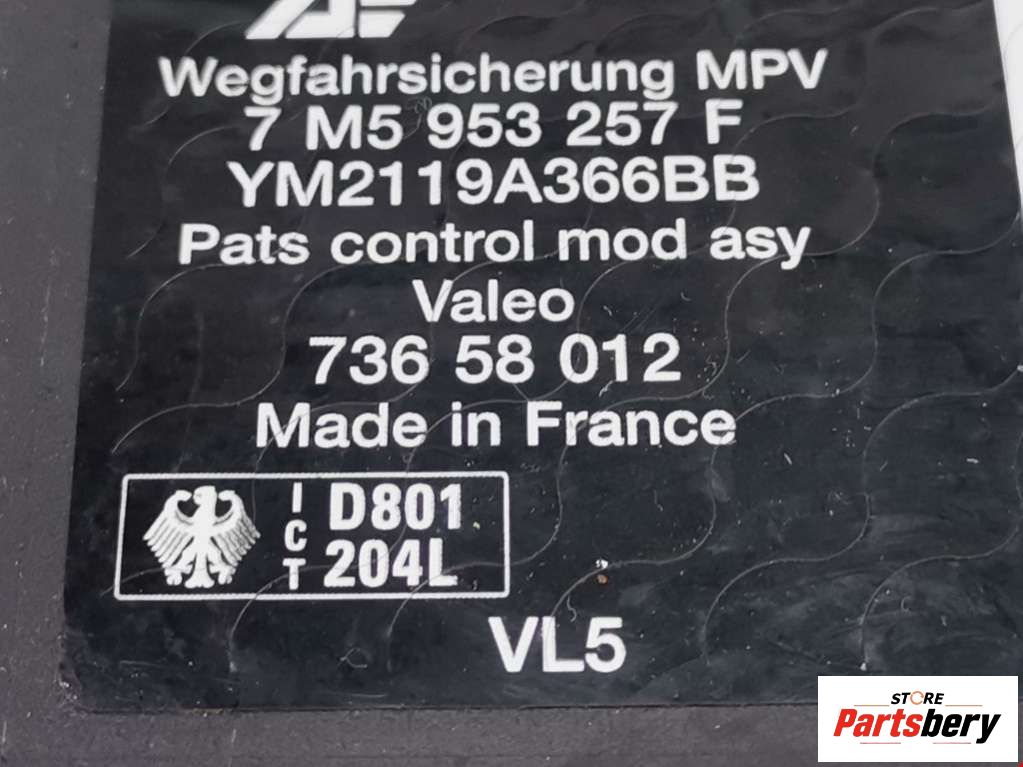 Wegfahrsicherung MPV
7 M5 953 257 F
YM2119A366BB
Pats control mod asy
Valeo
736 58 012
Made in France
ICT
D801
204L
VL5
STORE
Partsbery